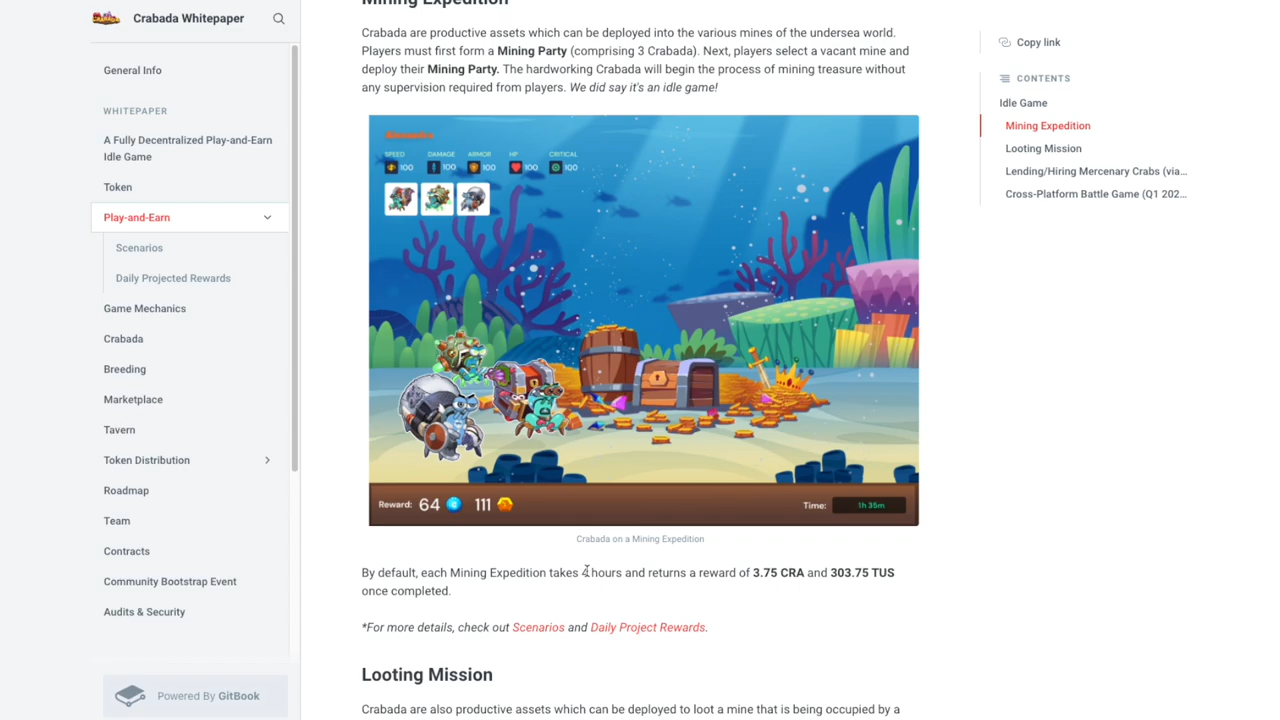 Crabada Whitepaper
General Info
WHITEPAPER
A Fully Decentralized Play-and-Earn
Idle Game
Token
Play-and-Earn
Scenarios
Daily Projected Rewards
Game Mechanics
Crabada
Breeding
Marketplace
Tavern
Token Distribution
Roadmap
Team
Contracts
Community Bootstrap Event
Audits & Security
Powered By GitBook
Mining Expedition
Crabada are productive assets which can be deployed into the various mines of the undersea world.
Players must first form a Mining Party (comprising 3 Crabada). Next, players select a vacant mine and
deploy their Mining Party. The hardworking Crabada will begin the process of mining treasure without
any supervision required from players. We did say it's an idle game!
SPEED DAMAGE ARMOR HP CRITICAL
100 100 100 100 100
Reward: 64 111 Time: 1h 35m
Crabada on a Mining Expedition
By default, each Mining Expedition takes 4 hours and returns a reward of 3.75 CRA and 303.75 TUS
once completed.
*For more details, check out Scenarios and Daily Project Rewards.
Looting Mission
Crabada are also productive assets which can be deployed to loot a mine that is being occupied by a
Copy link
CONTENTS
Idle Game
Mining Expedition
Looting Mission
Lending/Hiring Mercenary Crabs (via...
Cross-Platform Battle Game (Q1 202...